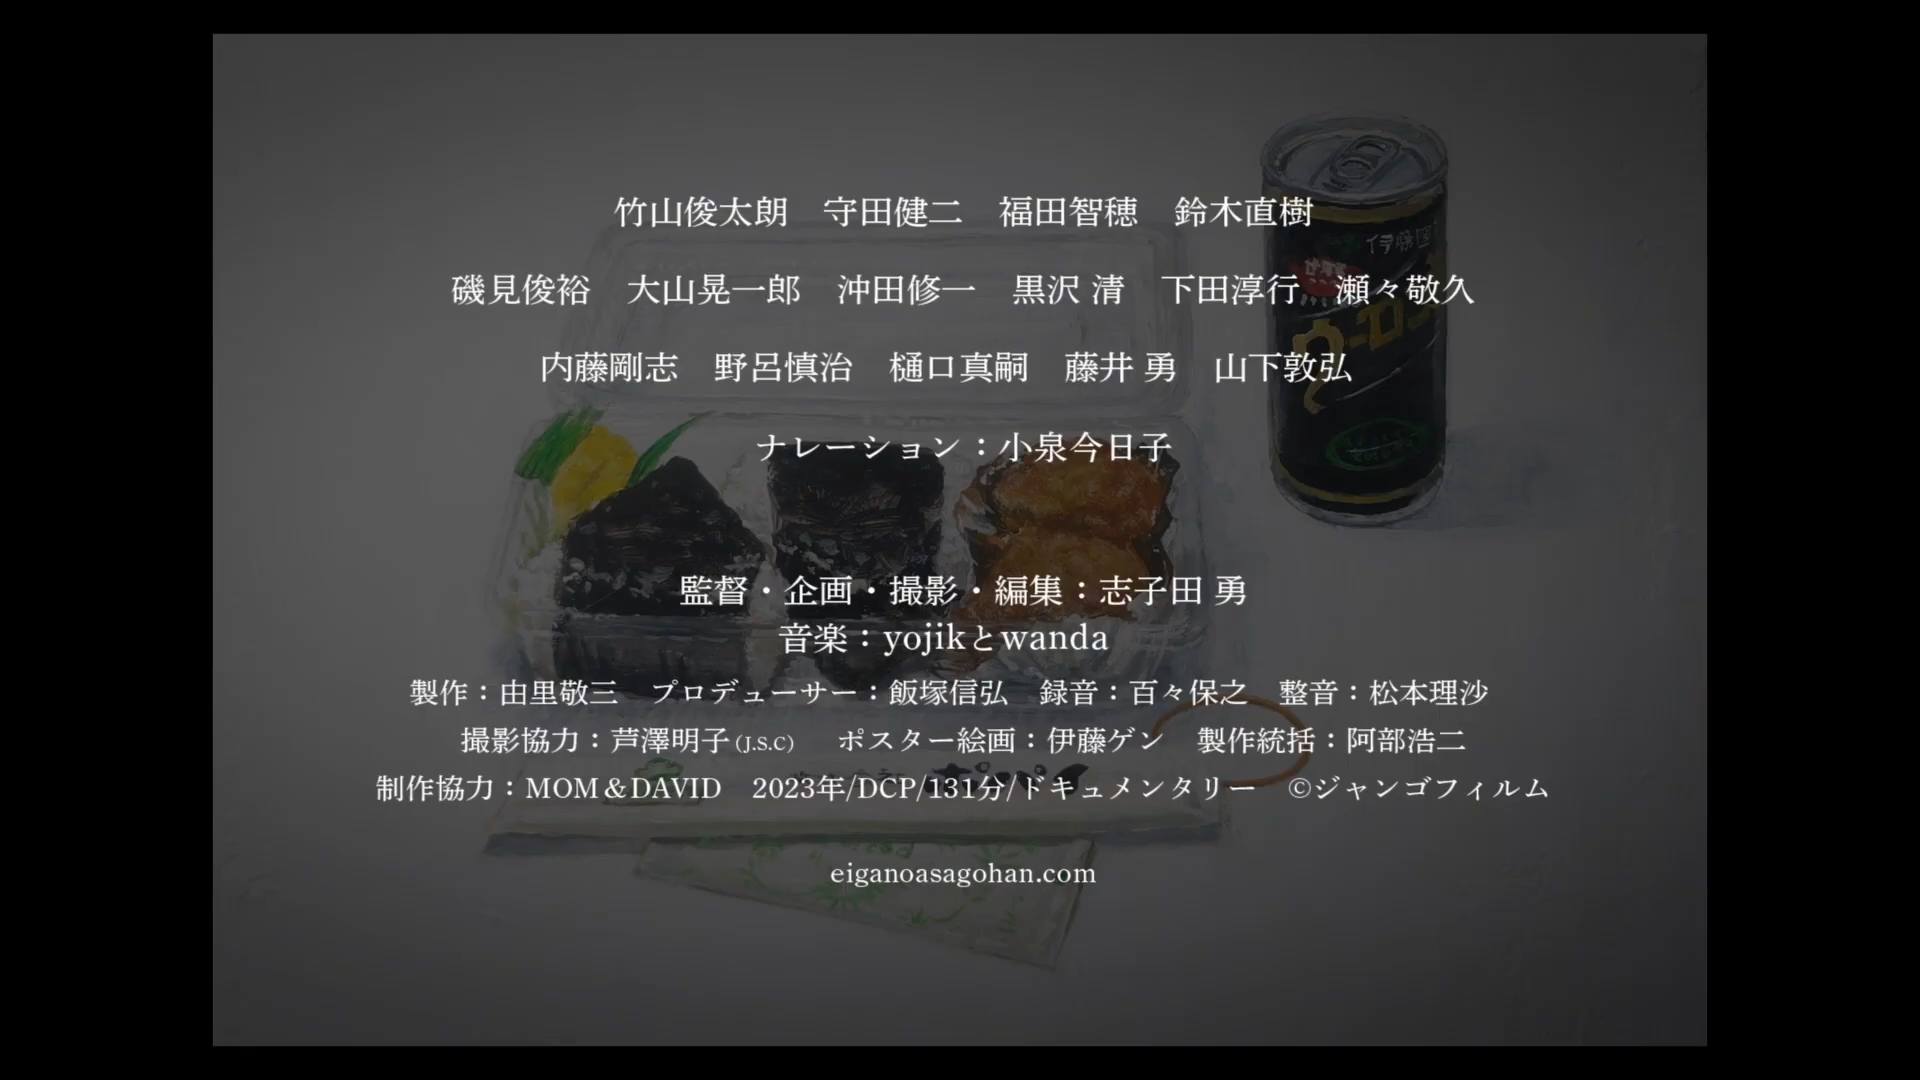 竹山俊太朗　守田健二　福田智穂　鈴木直樹
磯見俊裕　大山晃一郎　沖田修一　黒沢 清　下田淳行　瀬々敬久
内藤剛志　野呂慎治　樋口真嗣　藤井 勇　山下敦弘
ナレーション：小泉今日子
監督・企画・撮影・編集：志子田 勇
音楽：yojikとwanda
製作：由里敬三　プロデューサー：飯塚信弘　録音：百々保之　整音：松本理沙
撮影協力：芦澤明子(J.S.C)　ポスター絵画：伊藤ゲン　製作統括：阿部浩二
制作協力：MOM＆DAVID　2023年/DCP/131分/ドキュメンタリー　©ジャンゴフィルム
eiganoasagohan.com
伊藤園
ポパイ